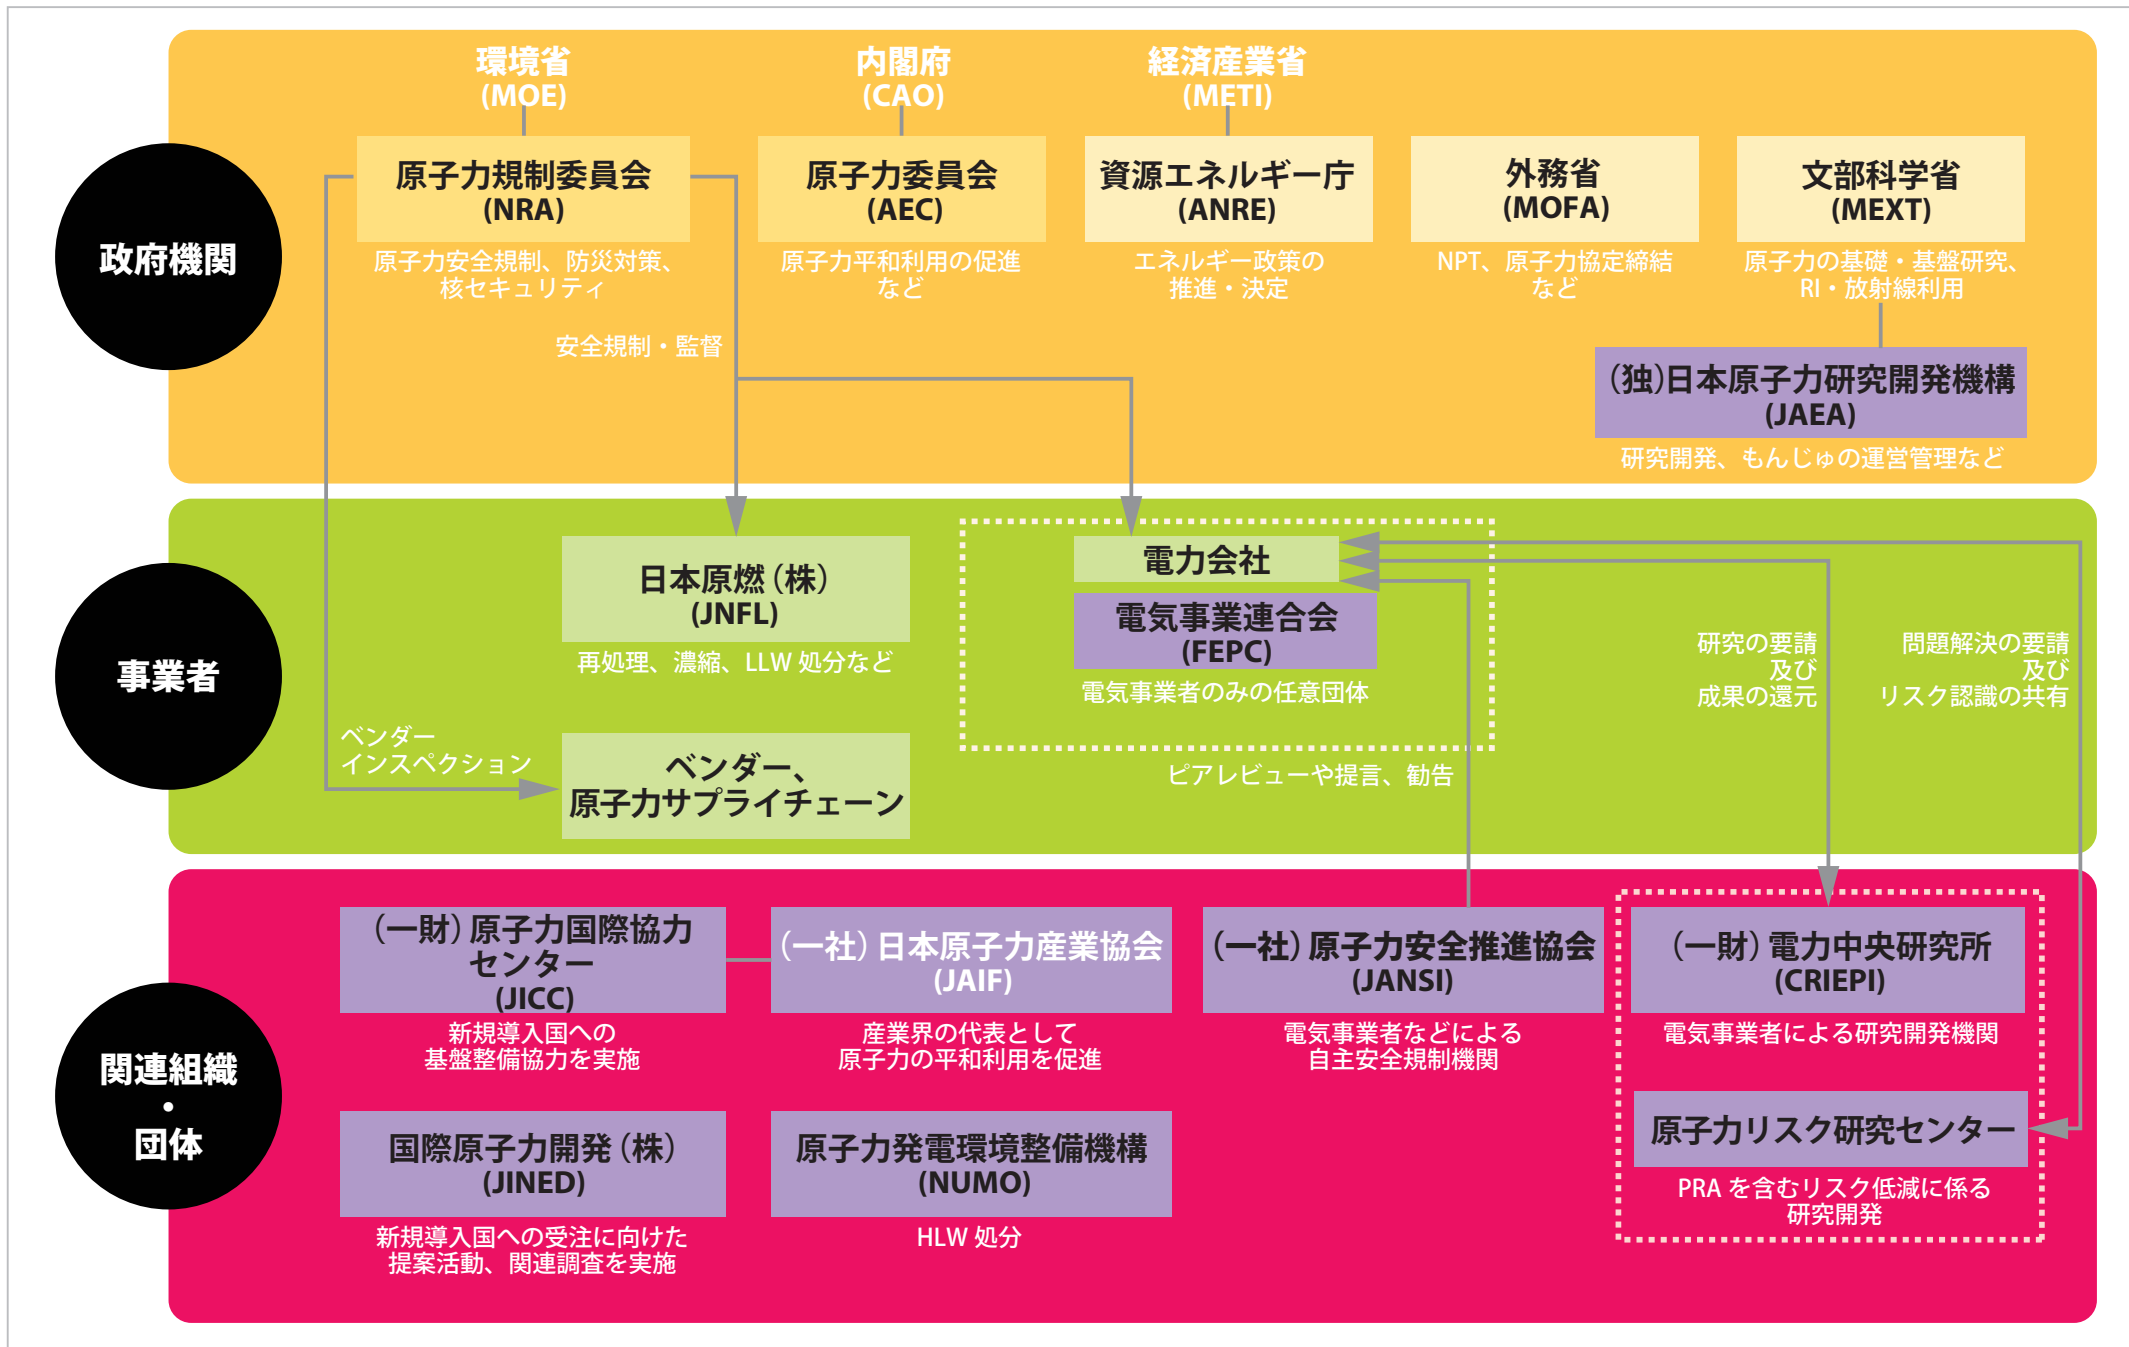 環境省
(MOE)
内閣府
(CAO)
経済産業省
(METI)
原子力規制委員会
(NRA)
原子力委員会
(AEC)
資源エネルギー庁
(ANRE)
外務省
(MOFA)
文部科学省
(MEXT)
政府機関
原子力安全規制、防災対策、
核セキュリティ
原子力平和利用の促進
など
エネルギー政策の
推進・決定
NPT、原子力協定締結
など
原子力の基礎・基盤研究、
RI・放射線利用
安全規制・監督
（独）日本原子力研究開発機構
(JAEA)
研究開発、もんじゅの運営管理など
事業者
日本原燃（株）
(JNFL)
再処理、濃縮、LLW 処分など
電力会社
電気事業連合会
(FEPC)
電気事業者のみの任意団体
研究の要請
及び
成果の還元
問題解決の要請
及び
リスク認識の共有
ベンダー
インスペクション
ベンダー、
原子力サプライチェーン
ピアレビューや提言、勧告
関連組織
・
団体
（一財）原子力国際協力
センター
(JICC)
新規導入国への
基盤整備協力を実施
（一社）日本原子力産業協会
(JAIF)
産業界の代表として
原子力の平和利用を促進
（一社）原子力安全推進協会
(JANSI)
電気事業者などによる
自主安全規制機関
（一財）電力中央研究所
(CRIEPI)
電気事業者による研究開発機関
国際原子力開発（株）
(JINED)
新規導入国への受注に向けた
提案活動、関連調査を実施
原子力発電環境整備機構
(NUMO)
HLW 処分
原子力リスク研究センター
PRA を含むリスク低減に係る
研究開発